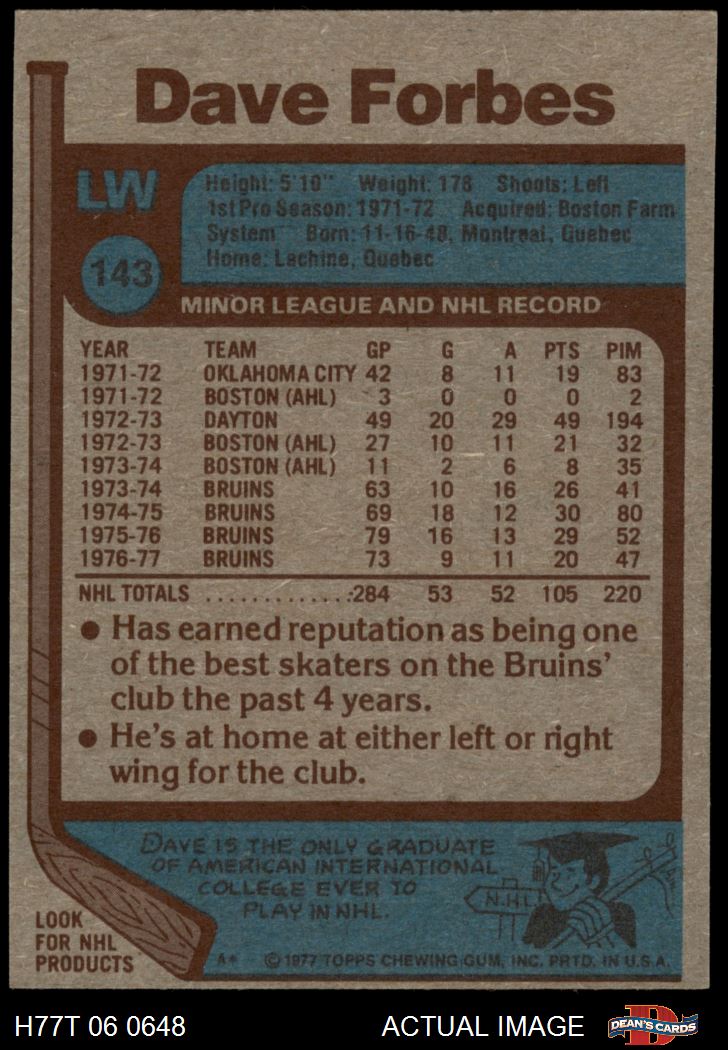 Dave Forbes
LW
143
Height: 5'10" Weight: 178 Shoots: Left
1st Pro Season: 1971-72 Acquired: Boston Farm
System Born: 11-16-48, Montreal, Quebec
Home: Lachine, Quebec
MINOR LEAGUE AND NHL RECORD
YEAR TEAM GP G A PTS PIM
1971-72 OKLAHOMA CITY 42 8 11 19 83
1971-72 BOSTON (AHL) 3 0 0 0 2
1972-73 DAYTON 49 20 29 49 194
1972-73 BOSTON (AHL) 27 10 11 21 32
1973-74 BOSTON (AHL) 11 2 6 8 35
1973-74 BRUINS 63 10 16 26 41
1974-75 BRUINS 69 18 12 30 80
1975-76 BRUINS 79 16 13 29 52
1976-77 BRUINS 73 9 11 20 47
NHL TOTALS .............284 53 52 105 220
● Has earned reputation as being one
of the best skaters on the Bruins'
club the past 4 years.
● He's at home at either left or right
wing for the club.
DAVE IS THE ONLY GRADUATE
OF AMERICAN INTERNATIONAL
COLLEGE EVER TO
PLAY IN NHL.
N.H.L.
LOOK
FOR NHL
PRODUCTS
A* © 1977 TOPPS CHEWING GUM, INC. PRTD. IN U.S.A.
H77T 06 0648 ACTUAL IMAGE DEAN'S CARDS